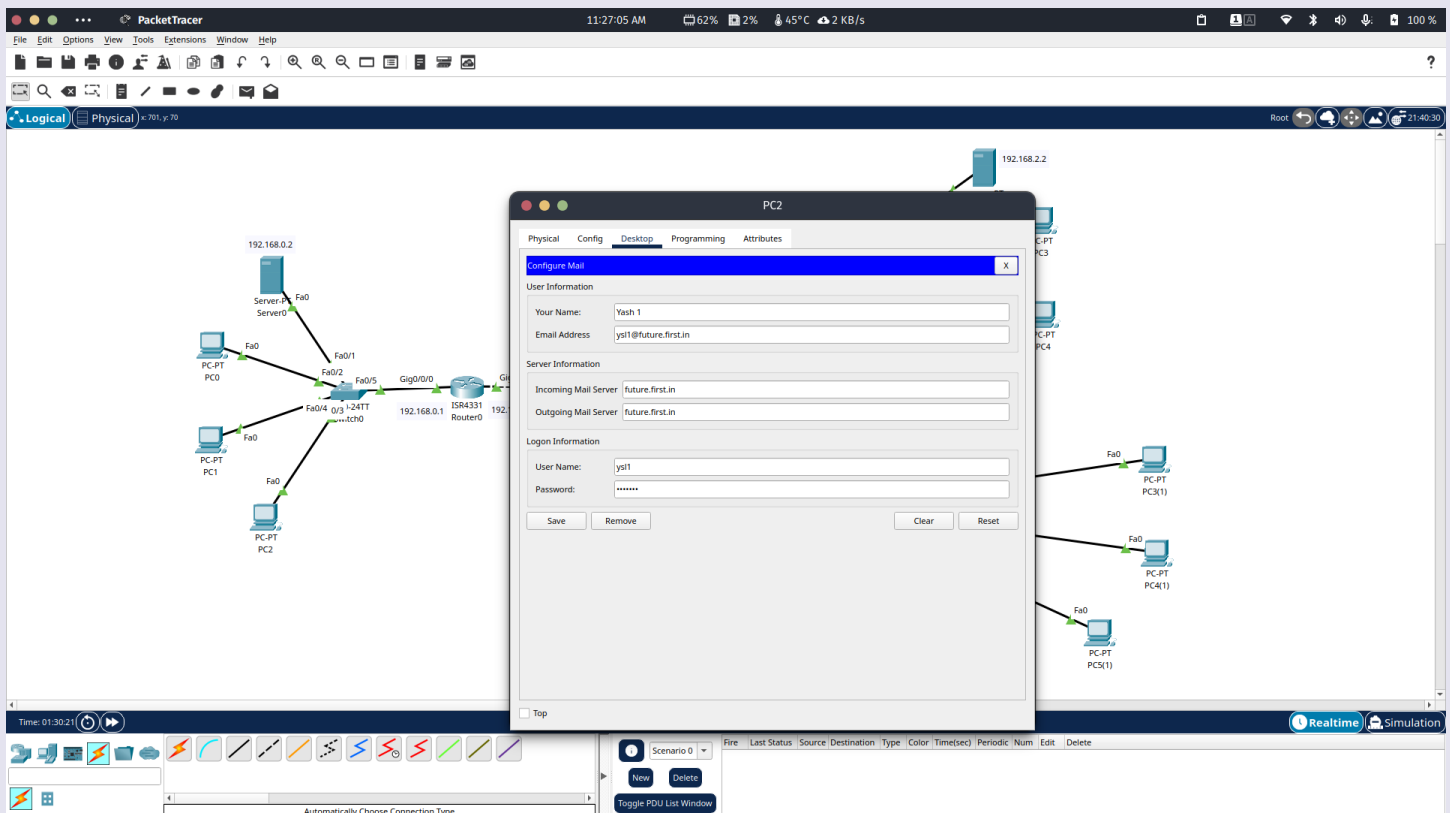 PacketTracer 11:27:05 AM 62% 2% 45°C 2 KB/s 1 A 100 %
File Edit Options View Tools Extensions Window Help
?
Logical Physical x: 701, y: 70 Root 21:40:30
192.168.2.2
192.168.0.2
Server-PT
Server0
Fa0
Fa0
PC-PT
PC0
Fa0/1
Fa0/2
Fa0/5
Gig0/0/0
Fa0/4
0/3
-24TT
192.168.0.1
ISR4331
Router0
192.
Fa0
PC-PT
PC1
Fa0
PC-PT
PC2
PC2
Physical Config Desktop Programming Attributes
Configure Mail X
User Information
Your Name: Yash 1
Email Address ysl1@future.first.in
Server Information
Incoming Mail Server future.first.in
Outgoing Mail Server future.first.in
Logon Information
User Name: ysl1
Password: •••••••
Save Remove Clear Reset
Top
C-PT
PC3
PC-PT
PC4
Fa0
PC-PT
PC3(1)
Fa0
PC-PT
PC4(1)
Fa0
PC-PT
PC5(1)
Time: 01:30:21 Realtime Simulation
Scenario 0
New Delete
Toggle PDU List Window
Fire Last Status Source Destination Type Color Time(sec) Periodic Num Edit Delete
Automatically Choose Connection Type